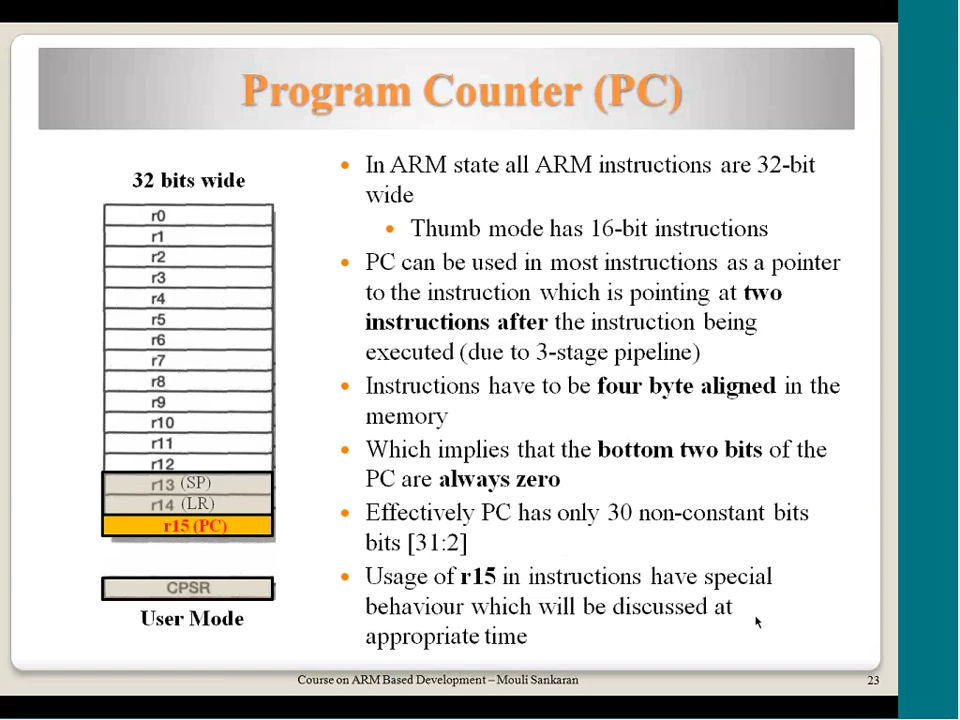 Program Counter (PC)
32 bits wide
r0
r1
r2
r3
r4
r5
r6
r7
r8
r9
r10
r11
r12
r13 (SP)
r14 (LR)
r15 (PC)
CPSR
User Mode
In ARM state all ARM instructions are 32-bit
wide
Thumb mode has 16-bit instructions
PC can be used in most instructions as a pointer
to the instruction which is pointing at two
instructions after the instruction being
executed (due to 3-stage pipeline)
Instructions have to be four byte aligned in the
memory
Which implies that the bottom two bits of the
PC are always zero
Effectively PC has only 30 non-constant bits
bits [31:2]
Usage of r15 in instructions have special
behaviour which will be discussed at
appropriate time
Course on ARM Based Development – Mouli Sankaran
23